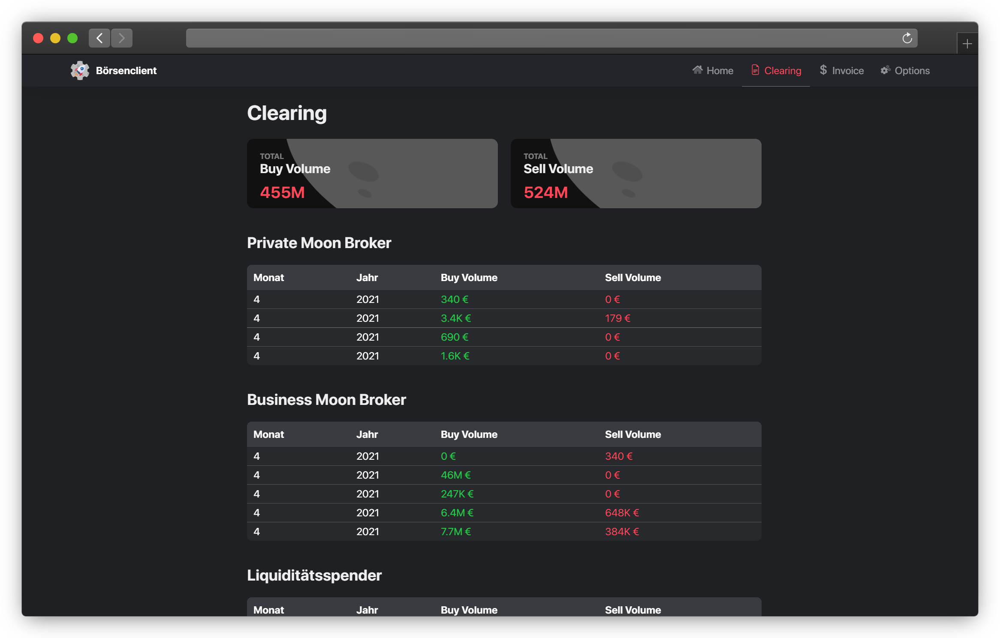 Börsenclient
Home Clearing $ Invoice Options
Clearing
TOTAL
Buy Volume
455M
TOTAL
Sell Volume
524M
Private Moon Broker
Monat Jahr Buy Volume Sell Volume
4 2021 340 € 0 €
4 2021 3.4K € 179 €
4 2021 690 € 0 €
4 2021 1.6K € 0 €
Business Moon Broker
Monat Jahr Buy Volume Sell Volume
4 2021 0 € 340 €
4 2021 46M € 0 €
4 2021 247K € 0 €
4 2021 6.4M € 648K €
4 2021 7.7M € 384K €
Liquiditätsspender
Monat Jahr Buy Volume Sell Volume